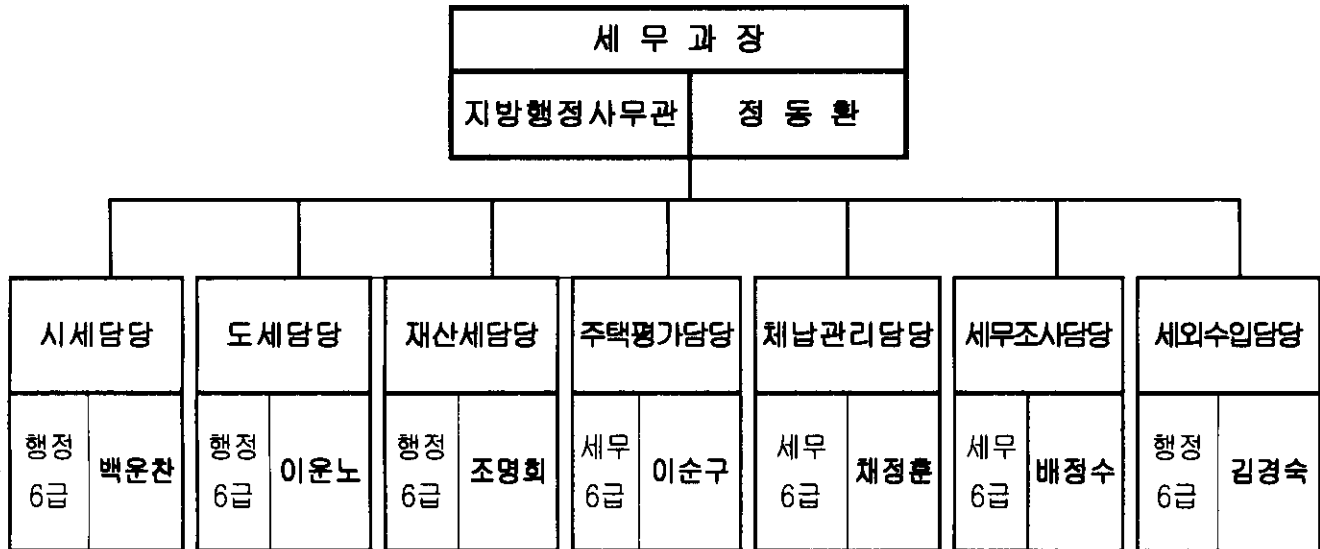 세 무 과 장
지방행정사무관 정 동 환
시세담당 도세담당 재산세담당 주택평가담당 체납관리담당 세무조사담당 세외수입담당
행정 6급 백운찬 행정 6급 이운노 행정 6급 조명희 세무 6급 이순구 세무 6급 채정훈 세무 6급 배정수 행정 6급 김경숙